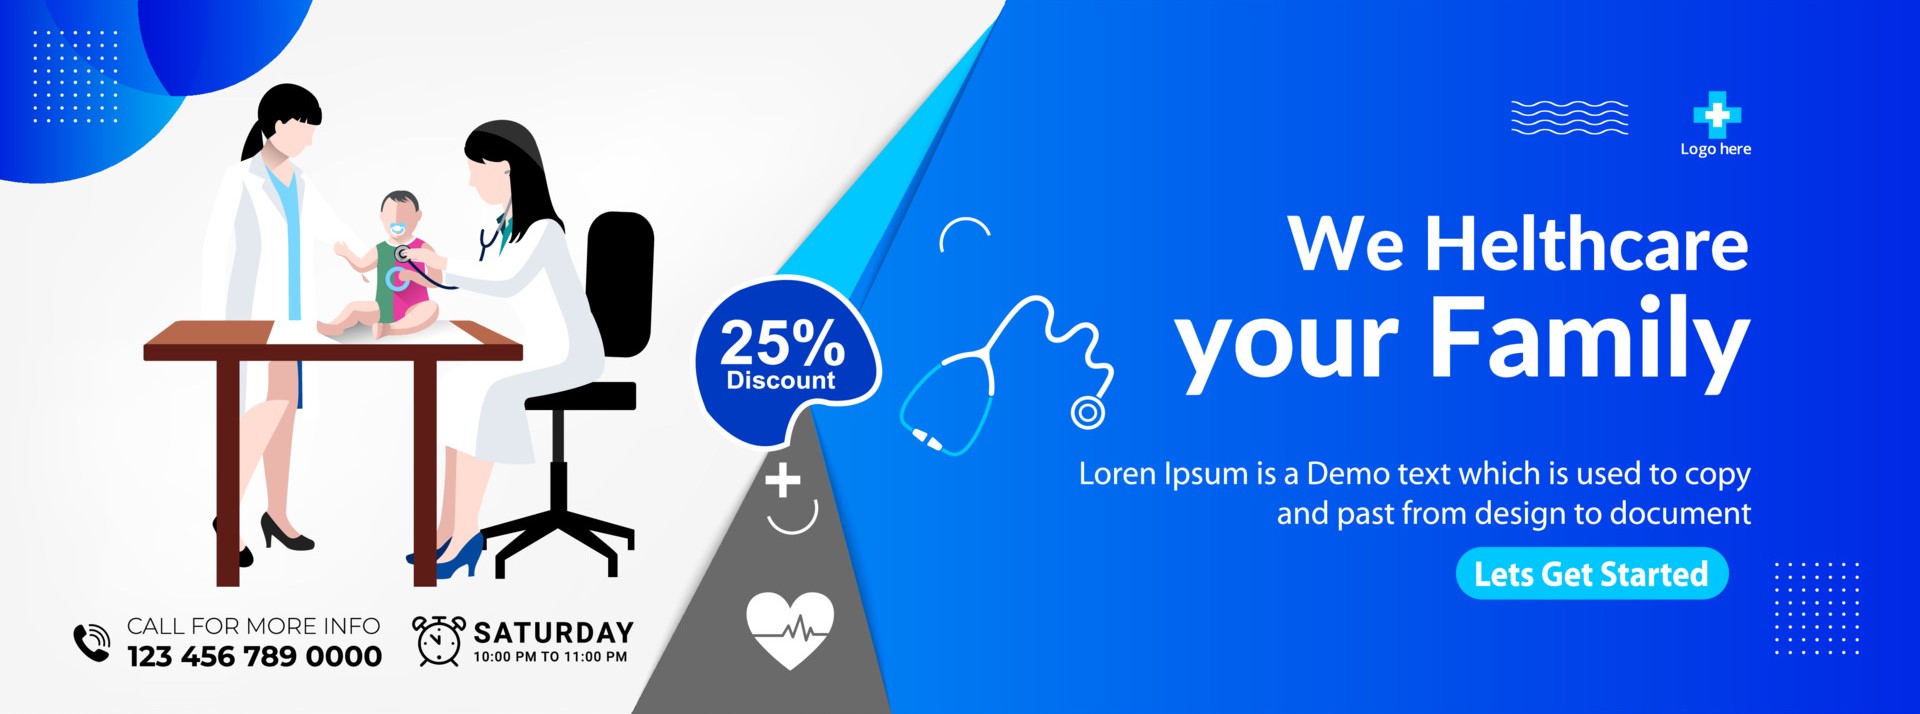 Logo here
We Helthcare
your Family
25%
Discount
Loren Ipsum is a Demo text which is used to copy
and past from design to document
Lets Get Started
CALL FOR MORE INFO
123 456 789 0000
SATURDAY
10:00 PM TO 11:00 PM